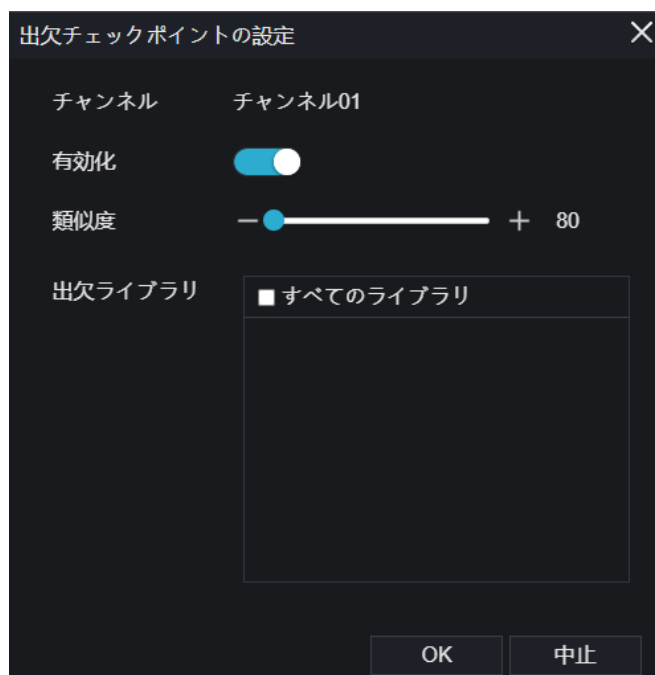 出欠チェックポイントの設定
チャンネル チャンネル01
有効化
類似度 80
出欠ライブラリ すべてのライブラリ
OK 中止